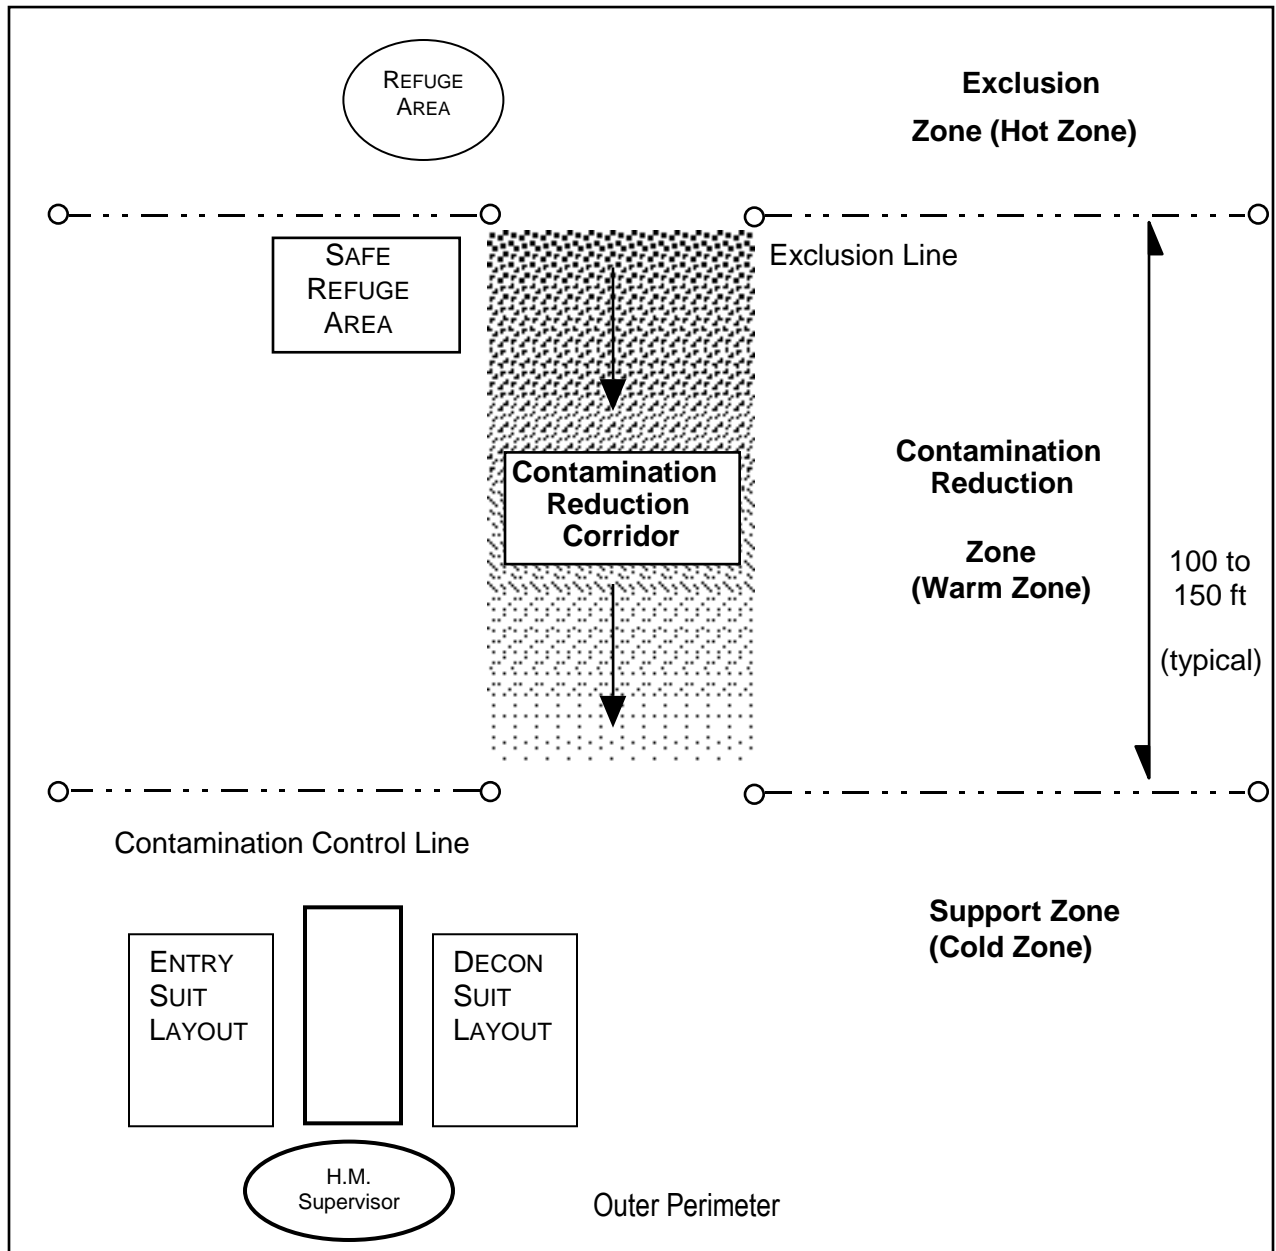 REFUGE
AREA
Exclusion
Zone (Hot Zone)
SAFE
REFUGE
AREA
Exclusion Line
Contamination
Reduction
Corridor
Contamination
Reduction
Zone
(Warm Zone)
100 to
150 ft
(typical)
Contamination Control Line
Support Zone
(Cold Zone)
ENTRY
SUIT
LAYOUT
DECON
SUIT
LAYOUT
H.M.
Supervisor
Outer Perimeter